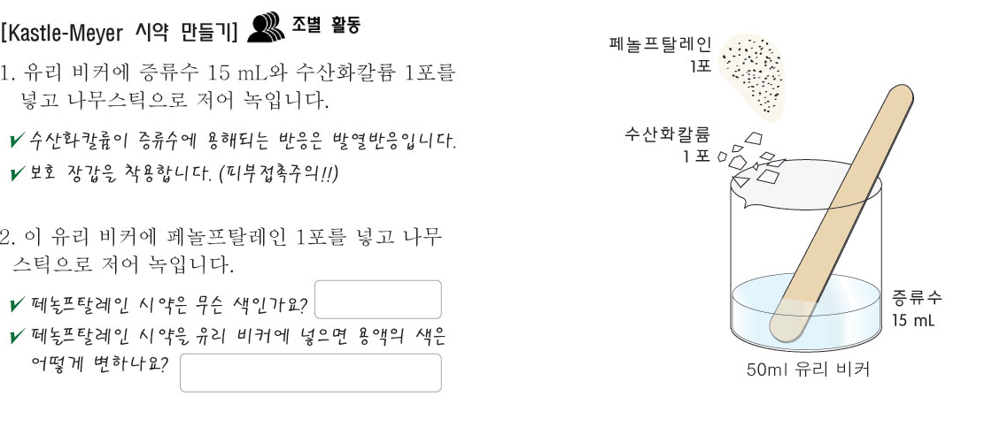 [Kastle-Meyer 시약 만들기] 조별 활동
1. 유리 비커에 증류수 15 mL와 수산화칼륨 1포를
넣고 나무스틱으로 저어 녹입니다.
✔ 수산화칼륨이 증류수에 용해되는 반응은 발열반응입니다.
✔ 보호 장갑을 착용합니다. (피부접촉주의!!)
2. 이 유리 비커에 페놀프탈레인 1포를 넣고 나무
스틱으로 저어 녹입니다.
✔ 페놀프탈레인 시약은 무슨 색인가요?
✔ 페놀프탈레인 시약을 유리 비커에 넣으면 용액의 색은
어떻게 변하나요?
페놀프탈레인
1포
수산화칼륨
1 포
증류수
15 mL
50ml 유리 비커